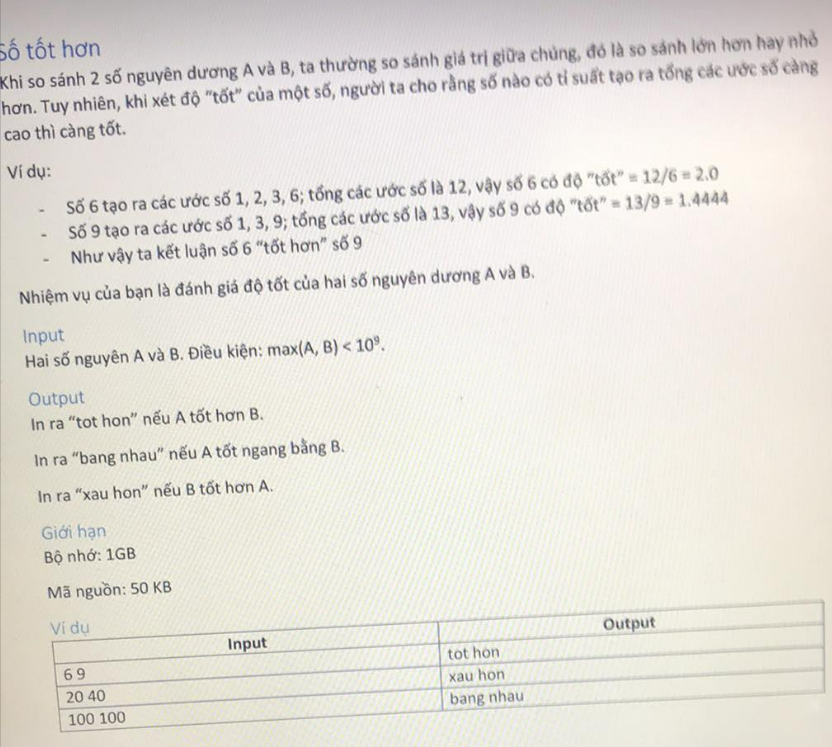 Số tốt hơn
Khi so sánh 2 số nguyên dương A và B, ta thường so sánh giá trị giữa chúng, đó là so sánh lớn hơn hay nhỏ
hơn. Tuy nhiên, khi xét độ "tốt" của một số, người ta cho rằng số nào có tỉ suất tạo ra tổng các ước số càng
cao thì càng tốt.
Ví dụ:
- Số 6 tạo ra các ước số 1, 2, 3, 6; tổng các ước số là 12, vậy số 6 có độ "tốt" = 12/6 = 2.0
- Số 9 tạo ra các ước số 1, 3, 9; tổng các ước số là 13, vậy số 9 có độ "tốt" = 13/9 = 1.4444
- Như vậy ta kết luận số 6 "tốt hơn" số 9
Nhiệm vụ của bạn là đánh giá độ tốt của hai số nguyên dương A và B.
Input
Hai số nguyên A và B. Điều kiện: max(A, B) < 10⁹.
Output
In ra "tot hon" nếu A tốt hơn B.
In ra "bang nhau" nếu A tốt ngang bằng B.
In ra "xau hon" nếu B tốt hơn A.
Giới hạn
Bộ nhớ: 1GB
Mã nguồn: 50 KB
Ví dụ
Input Output
6 9 tot hon
20 40 xau hon
100 100 bang nhau